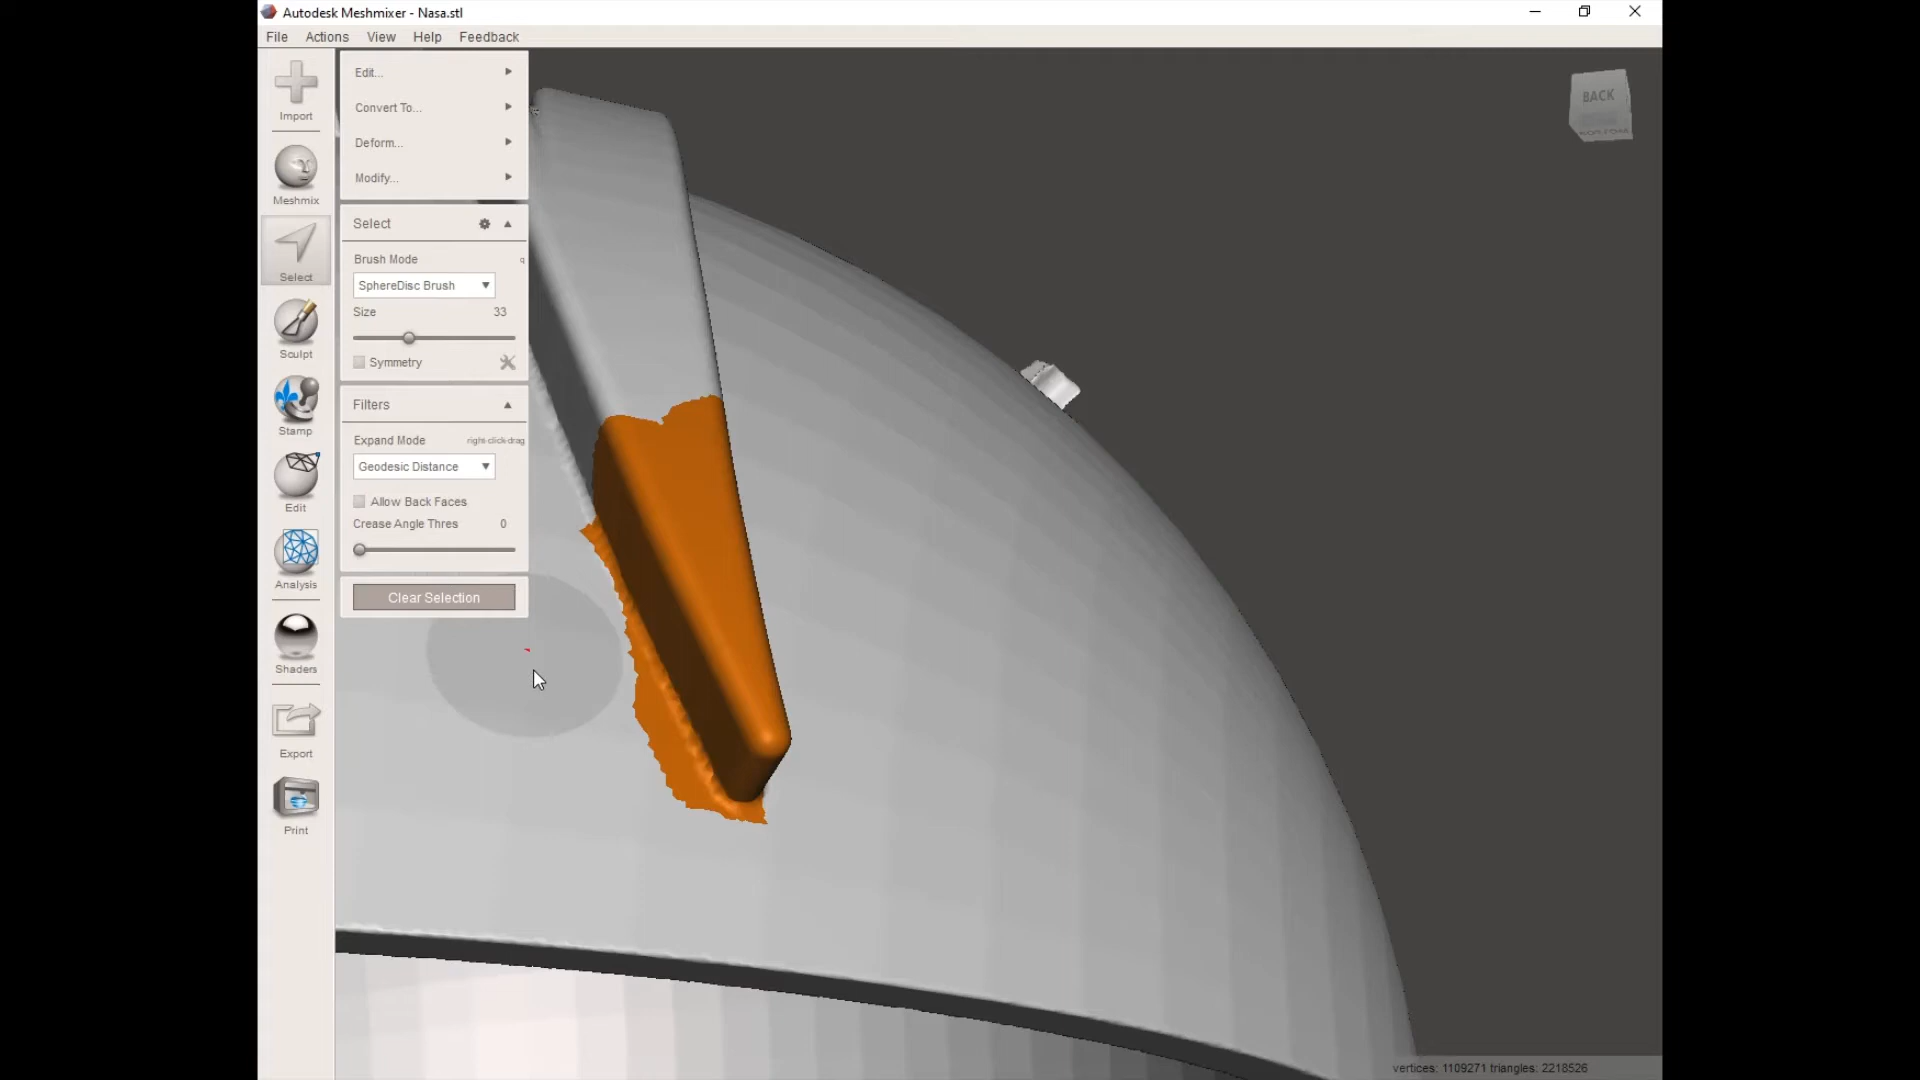 Autodesk Meshmixer - Nasa.stl
File Actions View Help Feedback
Import
Meshmix
Select
Sculpt
Stamp
Edit
Analysis
Shaders
Export
Print
Edit...
Convert To...
Deform...
Modify...
Select
Brush Mode q
SphereDisc Brush
Size 33
Symmetry
Filters
Expand Mode right-click-drag
Geodesic Distance
Allow Back Faces
Crease Angle Thres 0
Clear Selection
BACK
vertices: 1109271 triangles: 2218526